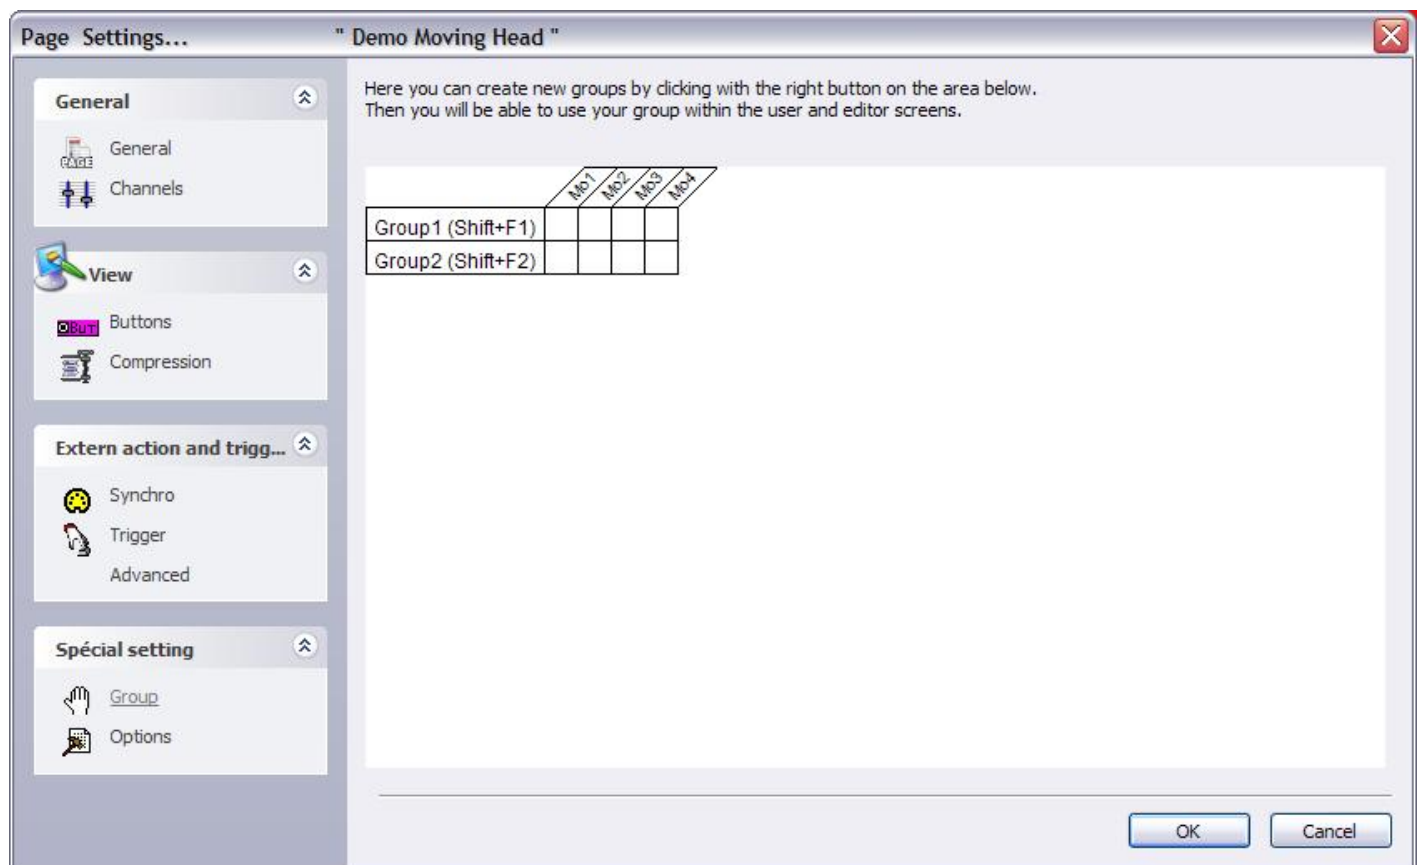 Page Settings... " Demo Moving Head "
General
General
PAGE
Channels
View
Buttons
BUT
Compression
Extern action and trigg...
Synchro
Trigger
Advanced
Spécial setting
Group
Options
Here you can create new groups by clicking with the right button on the area below.
Then you will be able to use your group within the user and editor screens.
Mo1 Mo2 Mo3 Mo4
Group1 (Shift+F1)
Group2 (Shift+F2)
OK Cancel